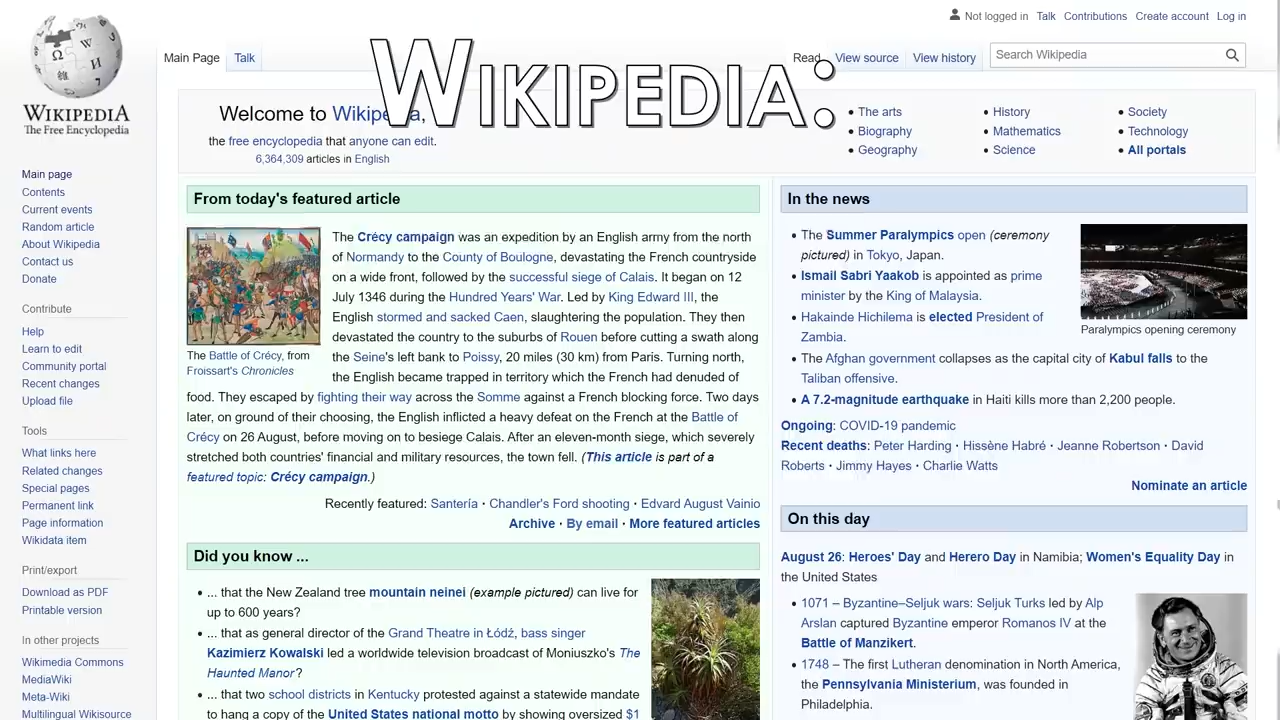 Not logged in Talk Contributions Create account Log in
Main Page Talk
Read View source View history
Search Wikipedia
WIKIPEDIA:
WIKIPEDIA
The Free Encyclopedia
Main page
Contents
Current events
Random article
About Wikipedia
Contact us
Donate
Contribute
Help
Learn to edit
Community portal
Recent changes
Upload file
Tools
What links here
Related changes
Special pages
Permanent link
Page information
Wikidata item
Print/export
Download as PDF
Printable version
In other projects
Wikimedia Commons
MediaWiki
Meta-Wiki
Multilingual Wikisource
Welcome to Wikipedia,
the free encyclopedia that anyone can edit.
6,364,309 articles in English
• The arts
• Biography
• Geography
• History
• Mathematics
• Science
• Society
• Technology
• All portals
From today's featured article
The Crécy campaign was an expedition by an English army from the north
of Normandy to the County of Boulogne, devastating the French countryside
on a wide front, followed by the successful siege of Calais. It began on 12
July 1346 during the Hundred Years' War. Led by King Edward III, the
English stormed and sacked Caen, slaughtering the population. They then
devastated the country to the suburbs of Rouen before cutting a swath along
the Seine's left bank to Poissy, 20 miles (30 km) from Paris. Turning north,
the English became trapped in territory which the French had denuded of
food. They escaped by fighting their way across the Somme against a French blocking force. Two days
later, on ground of their choosing, the English inflicted a heavy defeat on the French at the Battle of
Crécy on 26 August, before moving on to besiege Calais. After an eleven-month siege, which severely
stretched both countries' financial and military resources, the town fell. (This article is part of a
featured topic: Crécy campaign.)
The Battle of Crécy, from
Froissart's Chronicles
Recently featured: Santería · Chandler's Ford shooting · Edvard August Vainio
Archive · By email · More featured articles
Did you know ...
• ... that the New Zealand tree mountain neinei (example pictured) can live for
up to 600 years?
• ... that as general director of the Grand Theatre in Łódź, bass singer
Kazimierz Kowalski led a worldwide television broadcast of Moniuszko's The
Haunted Manor?
• ... that two school districts in Kentucky protested against a statewide mandate
to hang a copy of the United States national motto by showing oversized $1
In the news
• The Summer Paralympics open (ceremony
pictured) in Tokyo, Japan.
• Ismail Sabri Yaakob is appointed as prime
minister by the King of Malaysia.
• Hakainde Hichilema is elected President of
Zambia.
• The Afghan government collapses as the capital city of Kabul falls to the
Taliban offensive.
• A 7.2-magnitude earthquake in Haiti kills more than 2,200 people.
Paralympics opening ceremony
Ongoing: COVID-19 pandemic
Recent deaths: Peter Harding · Hissène Habré · Jeanne Robertson · David
Roberts · Jimmy Hayes · Charlie Watts
Nominate an article
On this day
August 26: Heroes' Day and Herero Day in Namibia; Women's Equality Day in
the United States
• 1071 – Byzantine–Seljuk wars: Seljuk Turks led by Alp
Arslan captured Byzantine emperor Romanos IV at the
Battle of Manzikert.
• 1748 – The first Lutheran denomination in North America,
the Pennsylvania Ministerium, was founded in
Philadelphia.